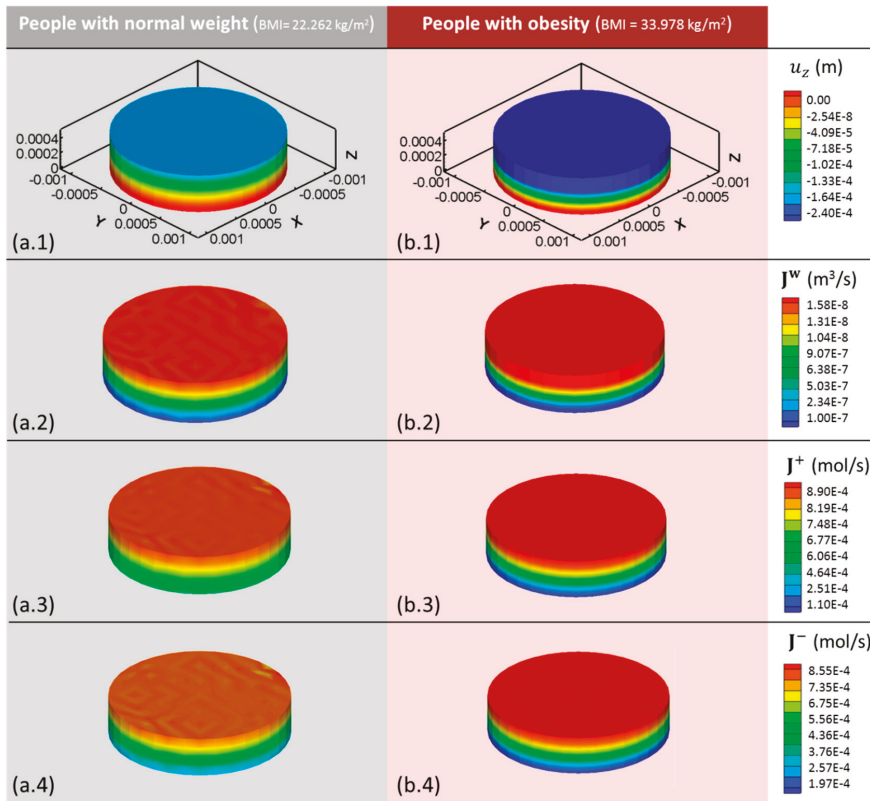 People with normal weight (BMI= 22.262 kg/m²)
People with obesity (BMI = 33.978 kg/m²)
u_z (m)
0.00
-2.54E-8
-4.09E-5
-7.18E-5
-1.02E-4
-1.33E-4
-1.64E-4
-2.40E-4
0.0004
0.0002
0
-0.001
-0.0005
0
0.0005
0.001
Y
0.001
0.0005
0
-0.0005
-0.001
X
Z
(a.1)
0.0004
0.0002
0
-0.001
-0.0005
0
0.0005
0.001
Y
0.001
0.0005
0
-0.0005
-0.001
X
Z
(b.1)
J^w (m³/s)
1.58E-8
1.31E-8
1.04E-8
9.07E-7
6.38E-7
5.03E-7
2.34E-7
1.00E-7
(a.2)
(b.2)
J⁺ (mol/s)
8.90E-4
8.19E-4
7.48E-4
6.77E-4
6.06E-4
4.64E-4
2.51E-4
1.10E-4
(a.3)
(b.3)
J⁻ (mol/s)
8.55E-4
7.35E-4
6.75E-4
5.56E-4
4.36E-4
3.76E-4
2.57E-4
1.97E-4
(a.4)
(b.4)